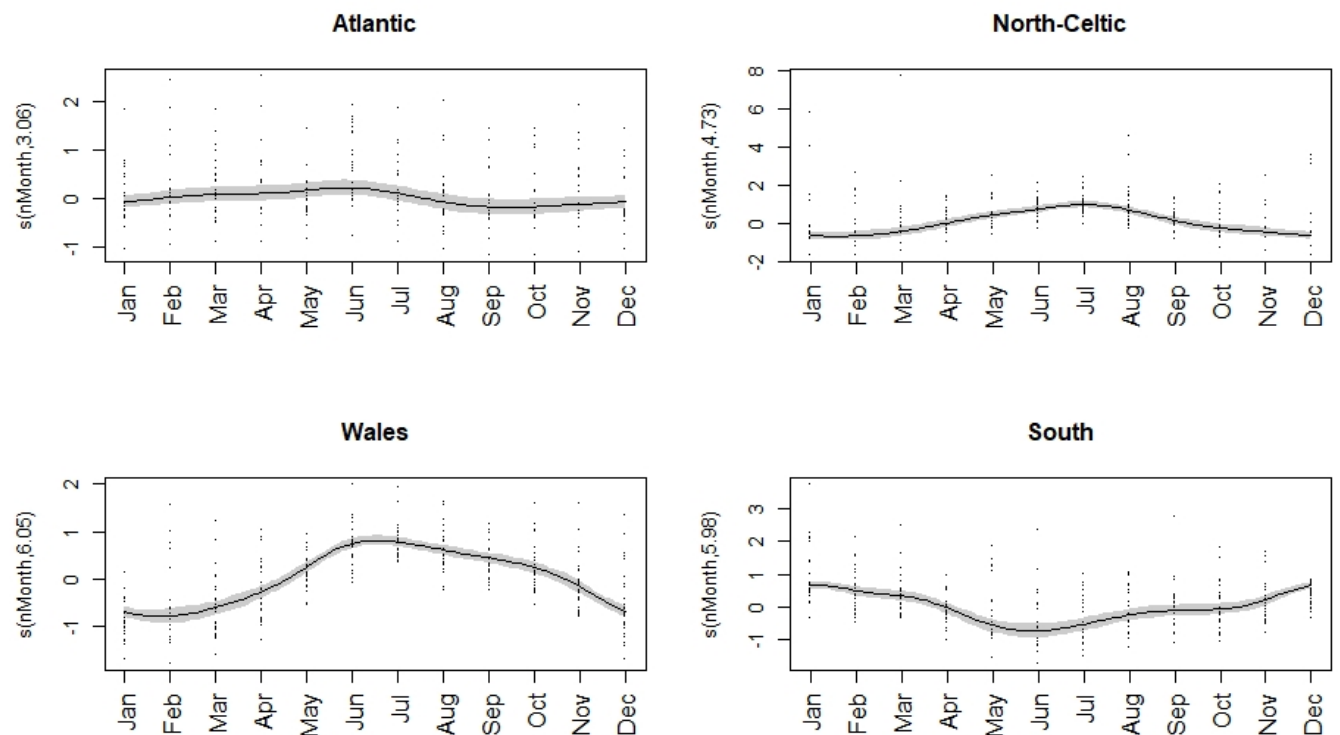 Atlantic
s(nMonth,3.06)
2
1
0
-1
Jan Feb Mar Apr May Jun Jul Aug Sep Oct Nov Dec
North-Celtic
s(nMonth,4.73)
8
6
4
2
0
-2
Jan Feb Mar Apr May Jun Jul Aug Sep Oct Nov Dec
Wales
s(nMonth,6.05)
2
1
0
-1
Jan Feb Mar Apr May Jun Jul Aug Sep Oct Nov Dec
South
s(nMonth,5.98)
3
2
1
0
-1
Jan Feb Mar Apr May Jun Jul Aug Sep Oct Nov Dec